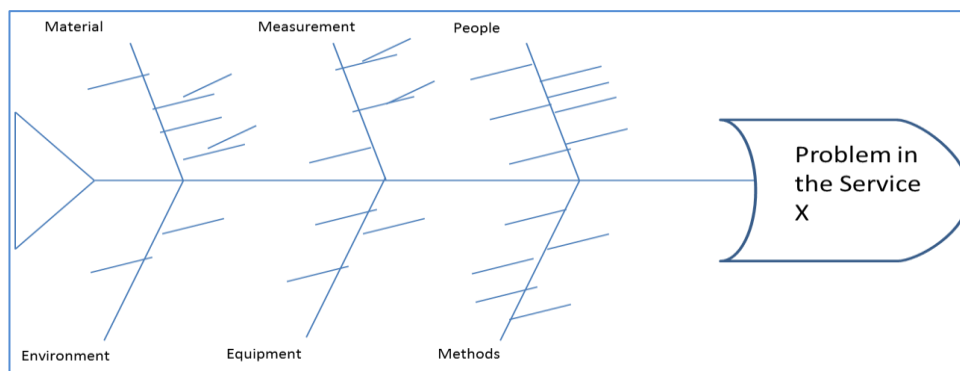 Material
Measurement
People
Problem in
the Service
X
Environment
Equipment
Methods